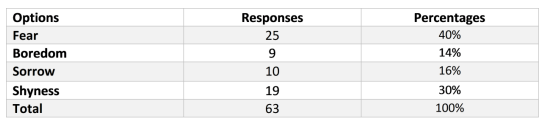 Options Responses Percentages
Fear 25 40%
Boredom 9 14%
Sorrow 10 16%
Shyness 19 30%
Total 63 100%